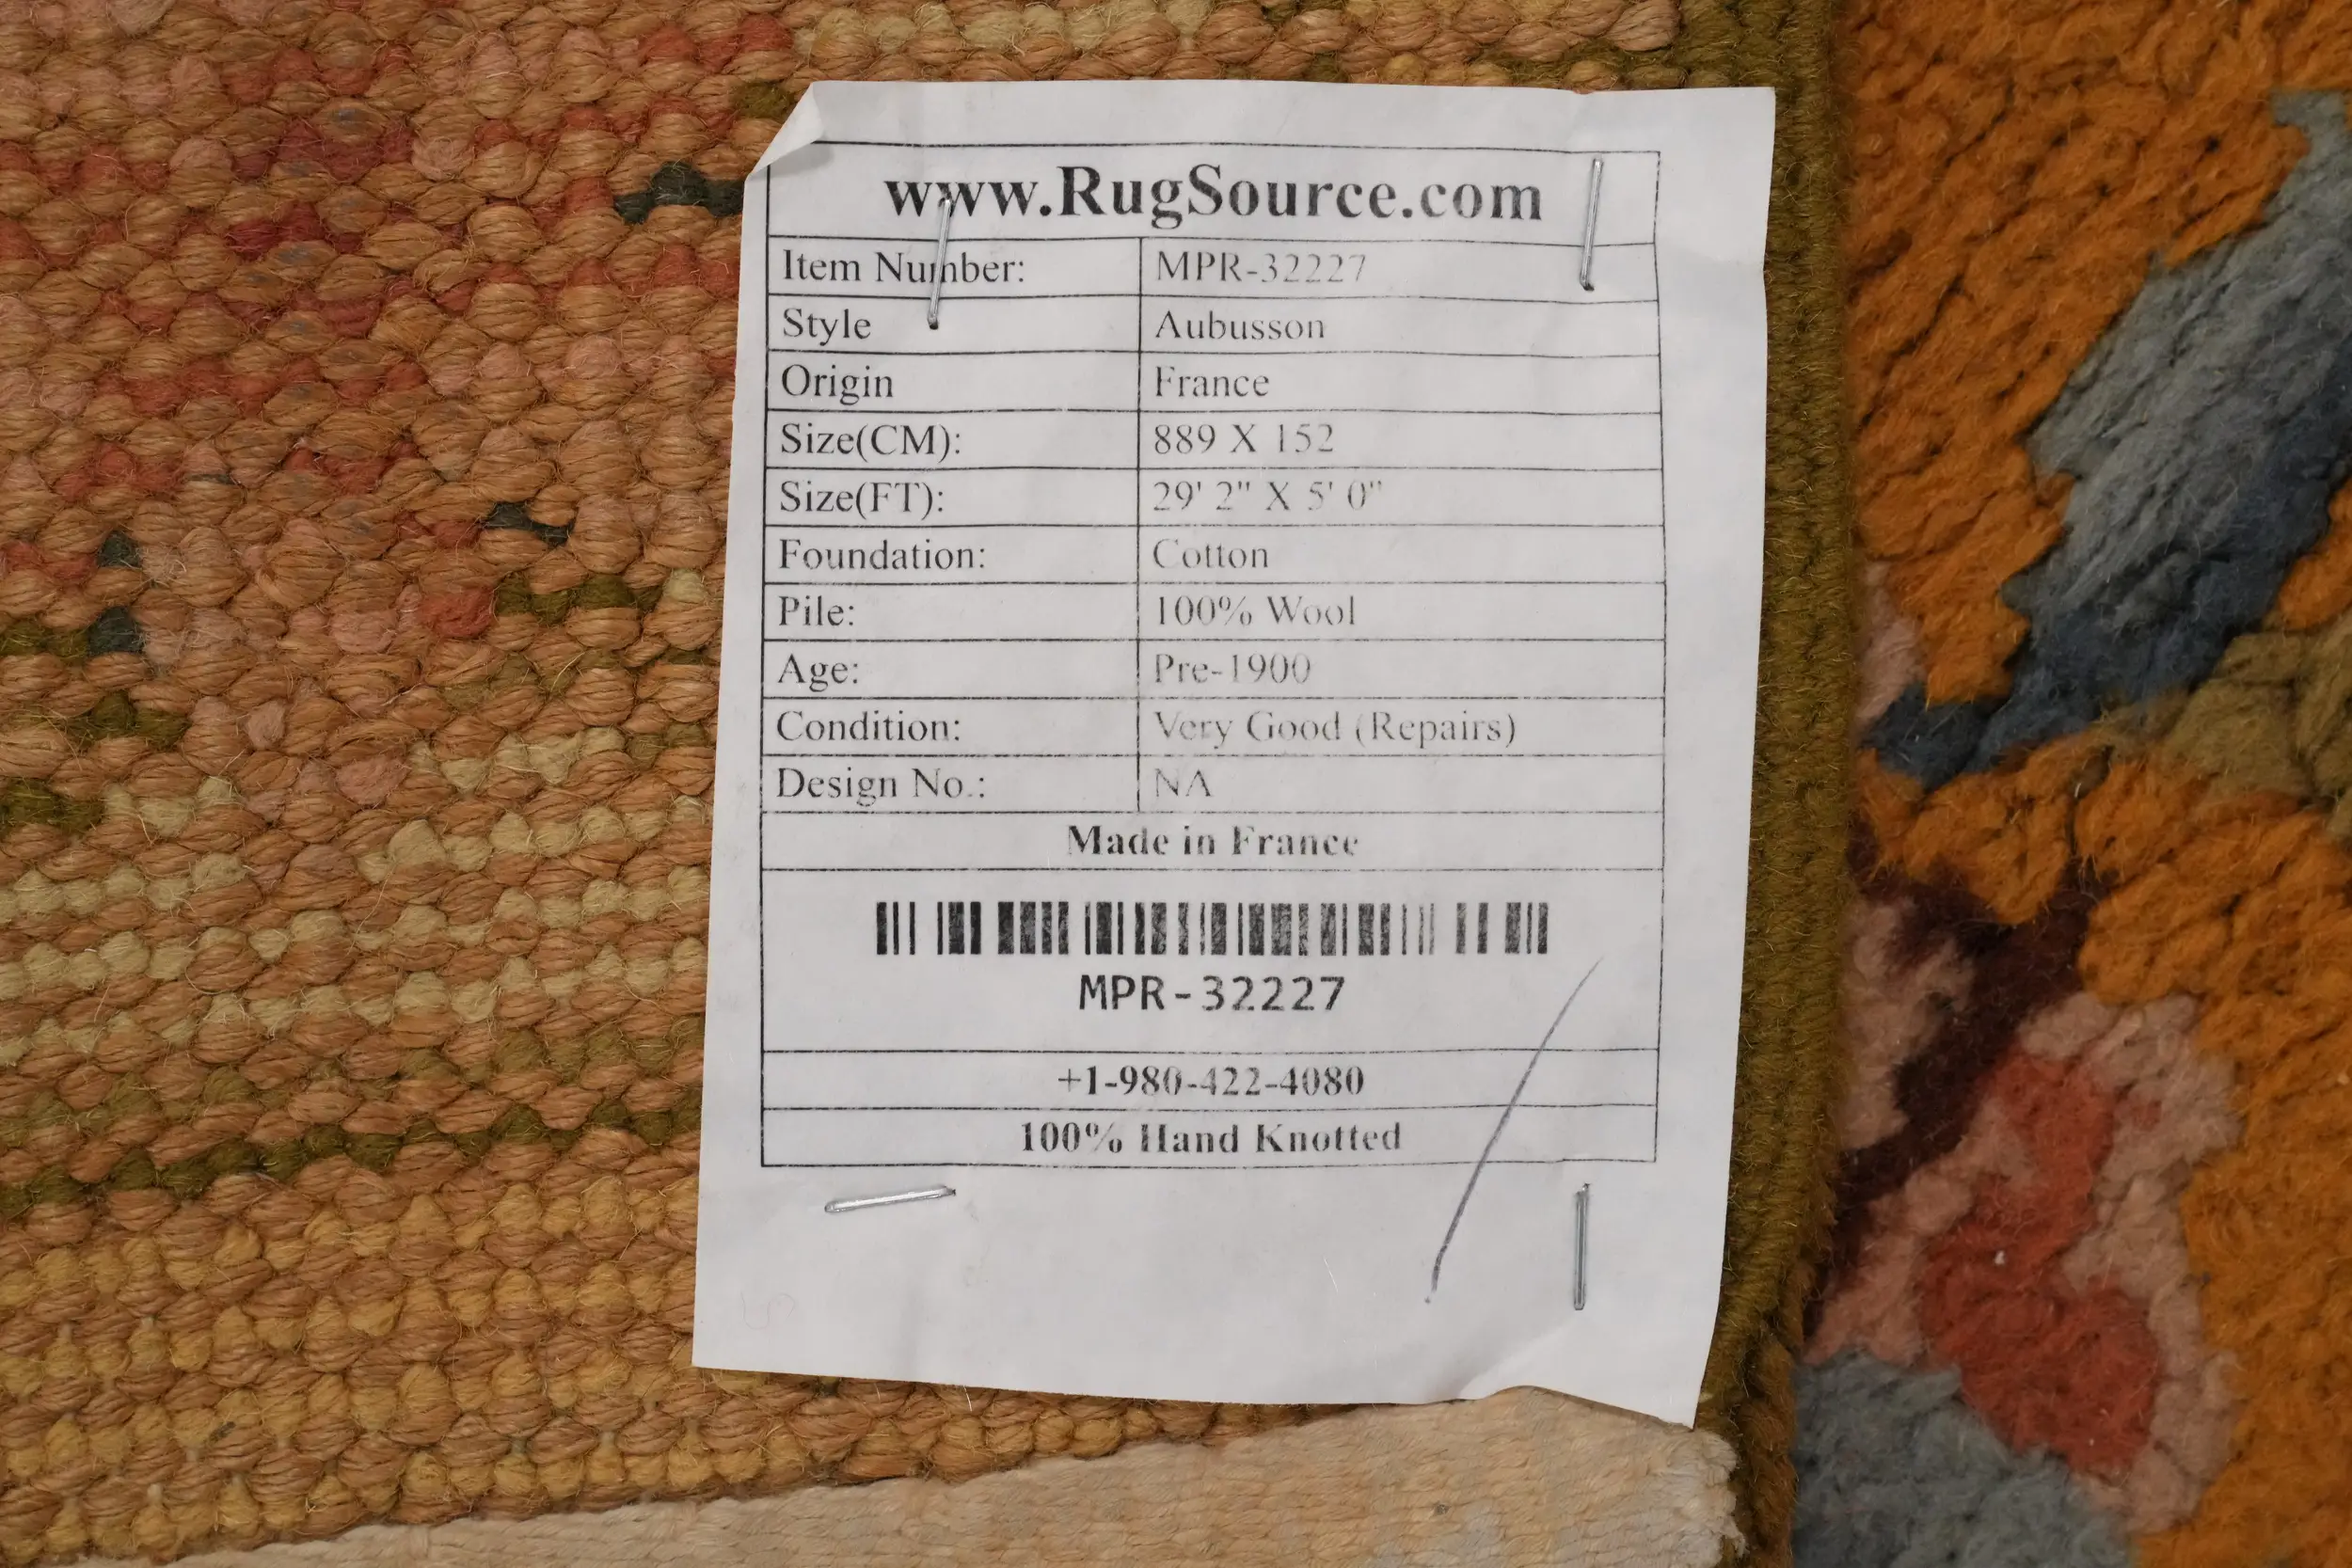 www.RugSource.com
Item Number: MPR-32227
Style Aubusson
Origin France
Size(CM): 889 X 152
Size(FT): 29' 2" X 5' 0"
Foundation: Cotton
Pile: 100% Wool
Age: Pre-1900
Condition: Very Good (Repairs)
Design No.: NA
Made in France
MPR-32227
+1-980-422-4080
100% Hand Knotted